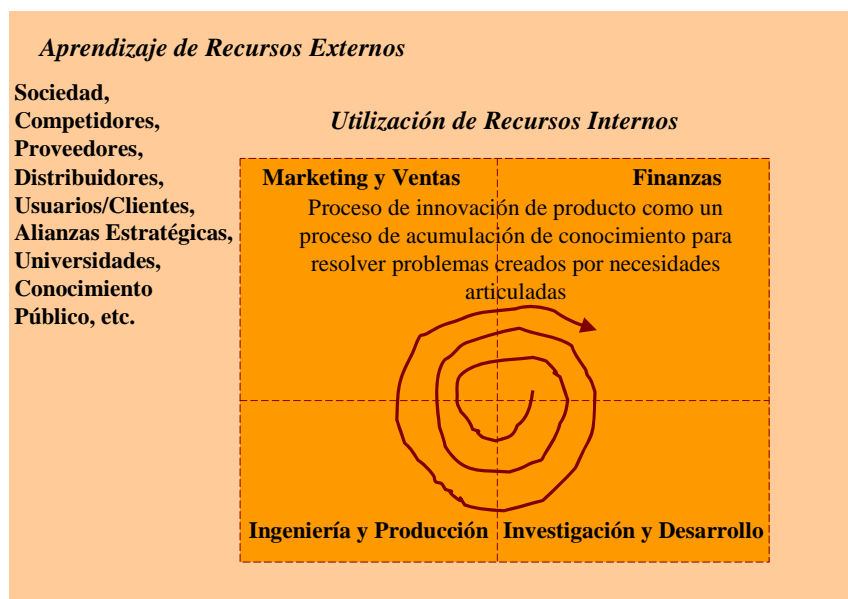 Aprendizaje de Recursos Externos
Sociedad,
Competidores,
Proveedores,
Distribuidores,
Usuarios/Clientes,
Alianzas Estratégicas,
Universidades,
Conocimiento
Público, etc.
Utilización de Recursos Internos
Marketing y Ventas
Finanzas
Proceso de innovación de producto como un
proceso de acumulación de conocimiento para
resolver problemas creados por necesidades
articuladas
Ingeniería y Producción
Investigación y Desarrollo